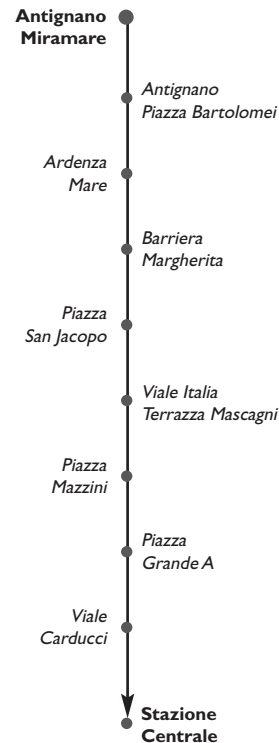 Antignano
Miramare
Antignano
Piazza Bartolomei
Ardenza
Mare
Barriera
Margherita
Piazza
San Jacopo
Viale Italia
Terrazza Mascagni
Piazza
Mazzini
Piazza
Grande A
Viale
Carducci
Stazione
Centrale